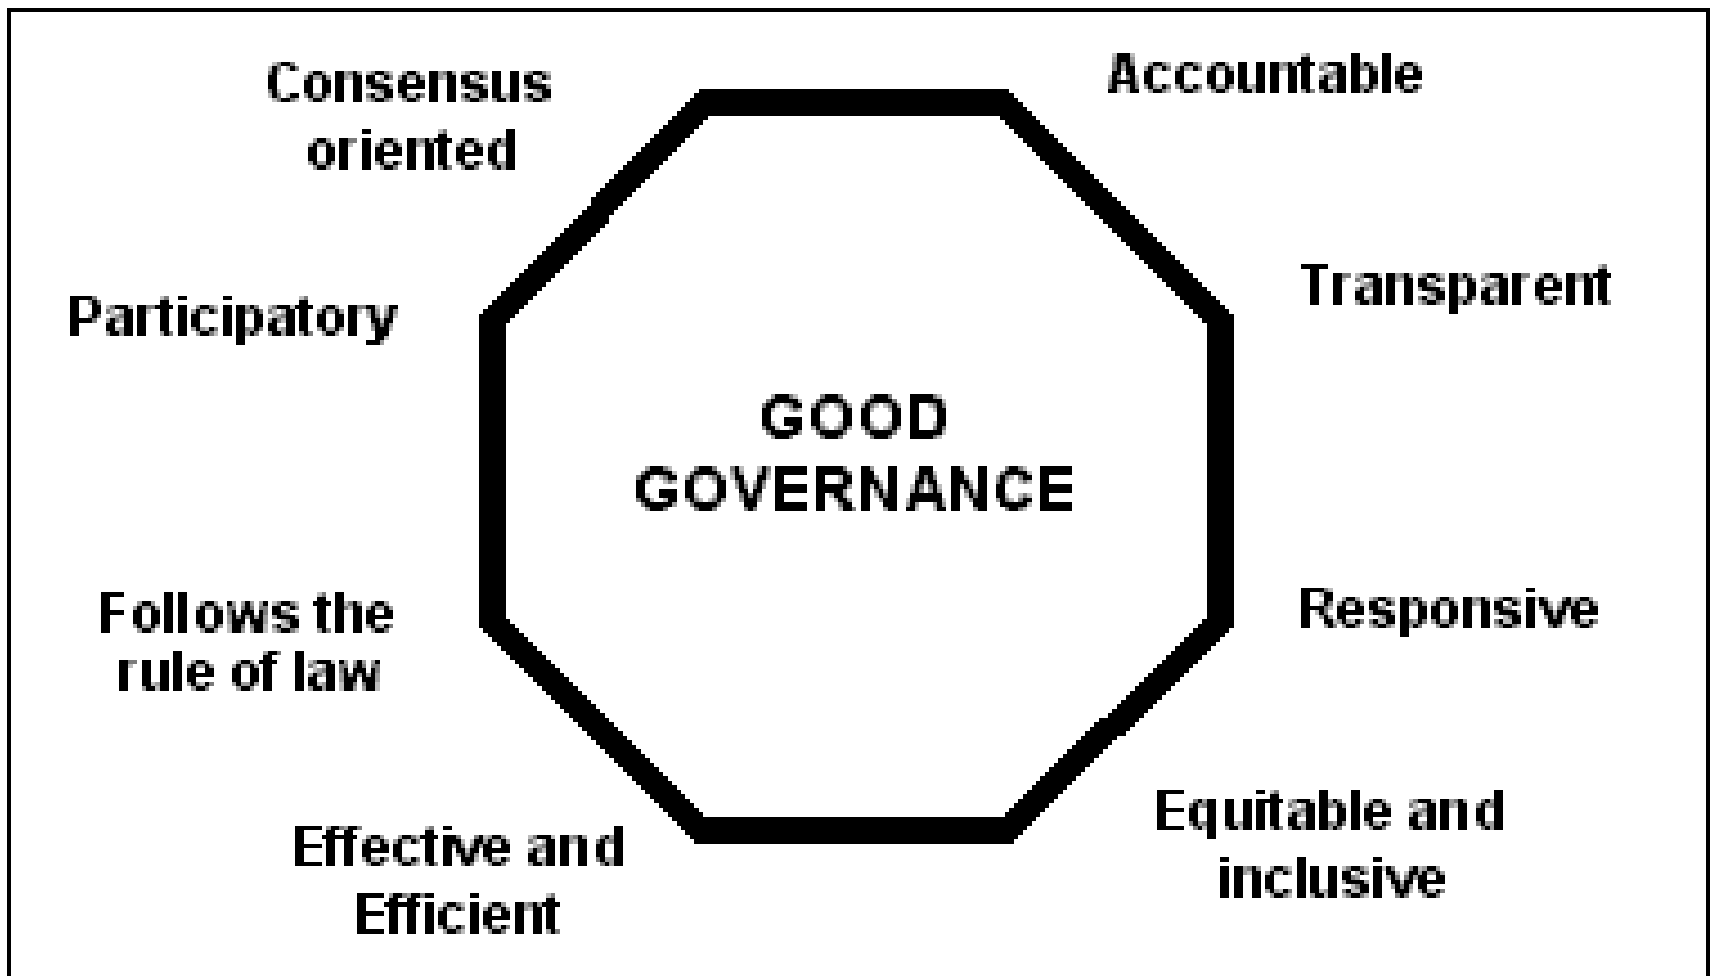 Consensus
oriented
Accountable
Participatory
Transparent
GOOD
GOVERNANCE
Follows the
rule of law
Responsive
Effective and
Efficient
Equitable and
inclusive